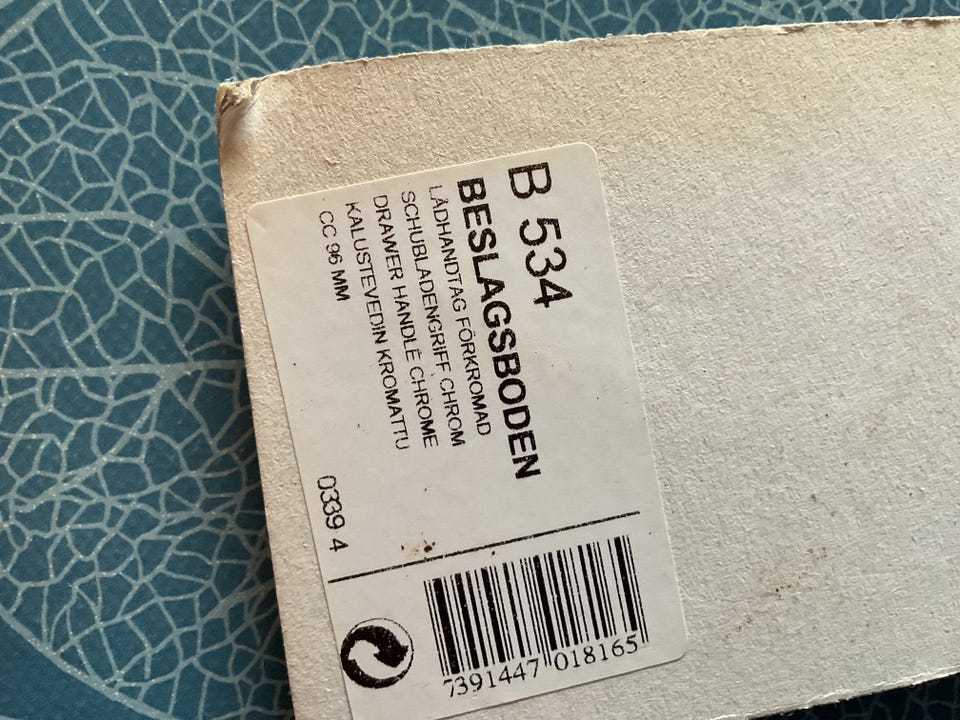 B 534
BESLAGSBODEN
LÅDHANDTAG FÖRKROMAD
SCHUBLADENGRIFF CHROM
DRAWER HANDLE CHROME
KALUSTEVEDIN KROMATTU
CC 96 MM
0339 4
7391447 018165